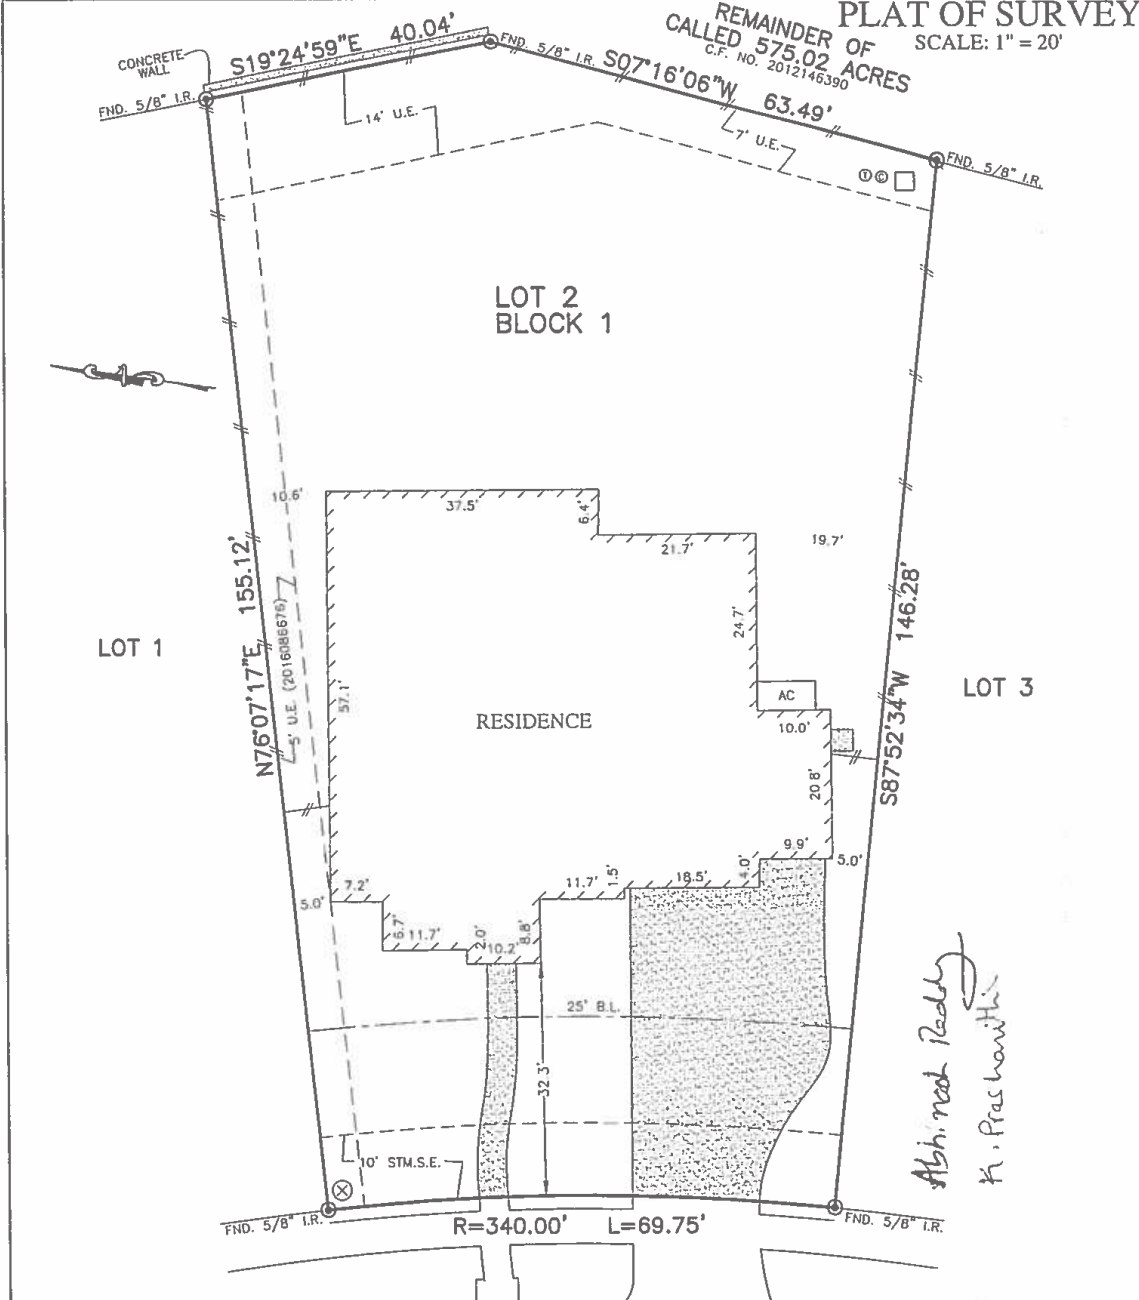 PLAT OF SURVEY
SCALE: 1" = 20'
REMAINDER OF
CALLED 575.02 ACRES
C.F. NO. 2012146390
CONCRETE
WALL
S19°24'59"E 40.04'
FND. 5/8" I.R.
FND. 5/8" I.R.
S07°16'06"W 63.49'
14' U.E.
7' U.E.
T C
FND. 5/8" I.R.
LOT 2
BLOCK 1
10.6'
37.5'
6.4'
21.7'
19.7'
N76°07'17"E 155.12'
5' U.E. (2016086676)
24.7'
S87°52'34"W 146.28'
LOT 1
57.1'
RESIDENCE
AC
10.0'
LOT 3
20.8'
9.9'
5.0'
7.2'
5.0'
11.7'
1.5'
18.5'
4.0'
6.7'
11.7'
2.0'
10.2'
8.8'
25' B.L.
32.3'
10' STM.S.E.
FND. 5/8" I.R.
R=340.00' L=69.75'
FND. 5/8" I.R.